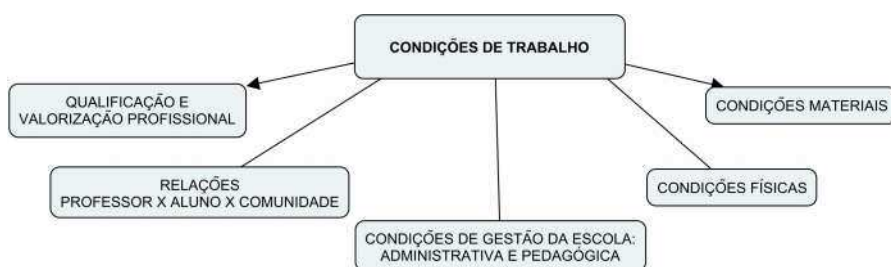 CONDIÇÕES DE TRABALHO
QUALIFICAÇÃO E
VALORIZAÇÃO PROFISSIONAL
CONDIÇÕES MATERIAIS
RELAÇÕES
PROFESSOR X ALUNO X COMUNIDADE
CONDIÇÕES FÍSICAS
CONDIÇÕES DE GESTÃO DA ESCOLA:
ADMINISTRATIVA E PEDAGÓGICA